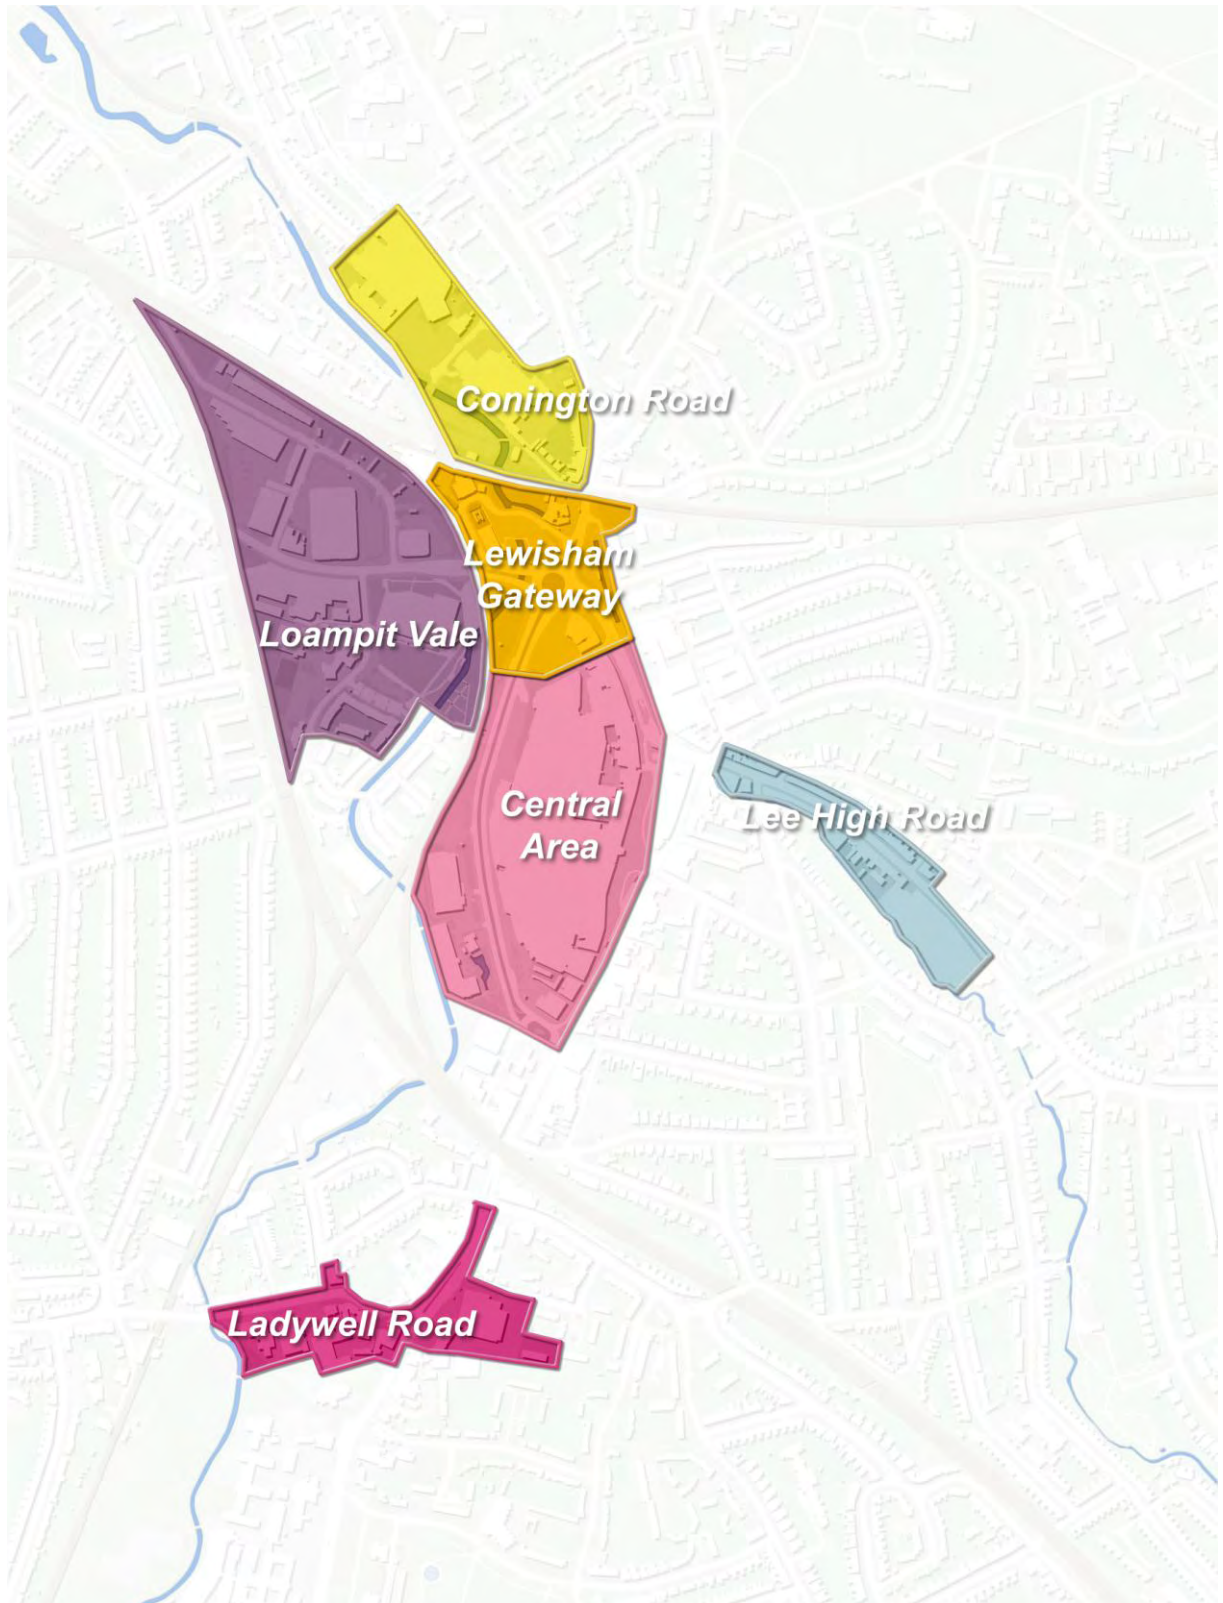 Conington Road
Lewisham
Gateway
Loampit Vale
Central
Area
Lee High Road
Ladywell Road